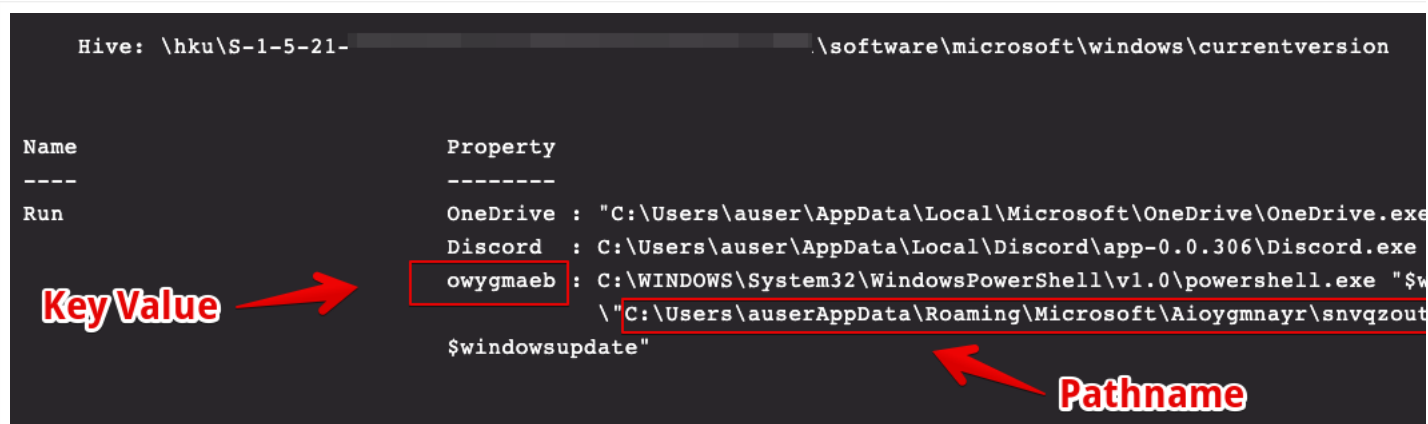 Hive: \hku\S-1-5-21- \software\microsoft\windows\currentversion
Name Property
---- --------
Run OneDrive : "C:\Users\auser\AppData\Local\Microsoft\OneDrive\OneDrive.exe
Discord : C:\Users\auser\AppData\Local\Discord\app-0.0.306\Discord.exe
owygmaeb : C:\WINDOWS\System32\WindowsPowerShell\v1.0\powershell.exe "$w
Key Value
\"C:\Users\auserAppData\Roaming\Microsoft\Aioygmnayr\snvqzout
$windowsupdate"
Pathname